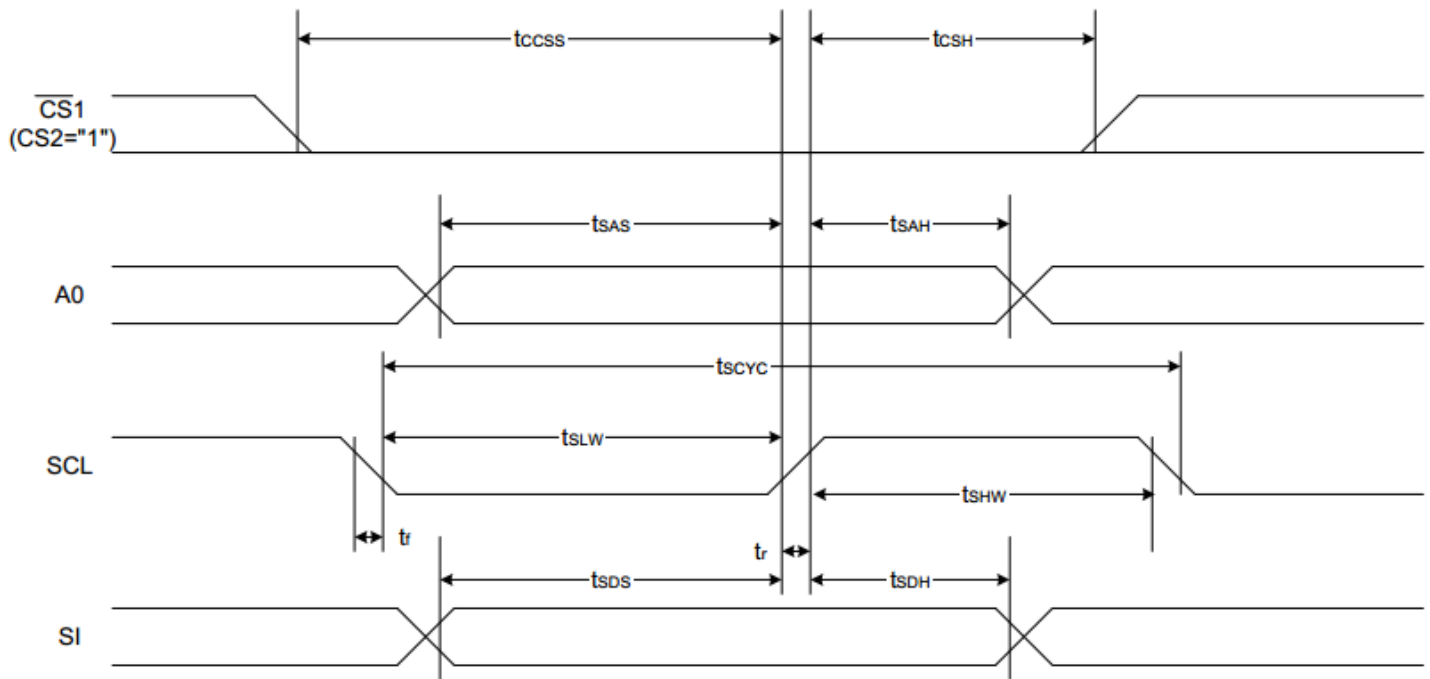 tCCSS
tCSH
CS1
(CS2="1")
tSAS
tSAH
A0
tSCYC
tSLW
SCL
tSHW
tf
tr
tSDS
tSDH
SI